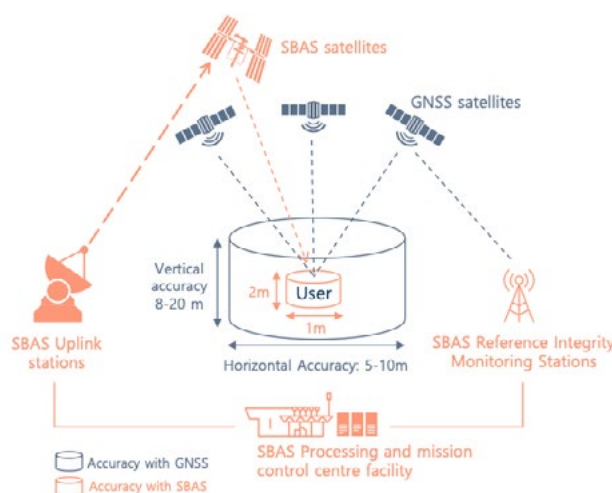 SBAS satellites
GNSS satellites
Vertical
accuracy
8-20 m
2m
User
1m
SBAS Uplink
stations
Horizontal Accuracy: 5-10m
SBAS Reference Integrity
Monitoring Stations
SBAS Processing and mission
control centre facility
Accuracy with GNSS
Accuracy with SBAS